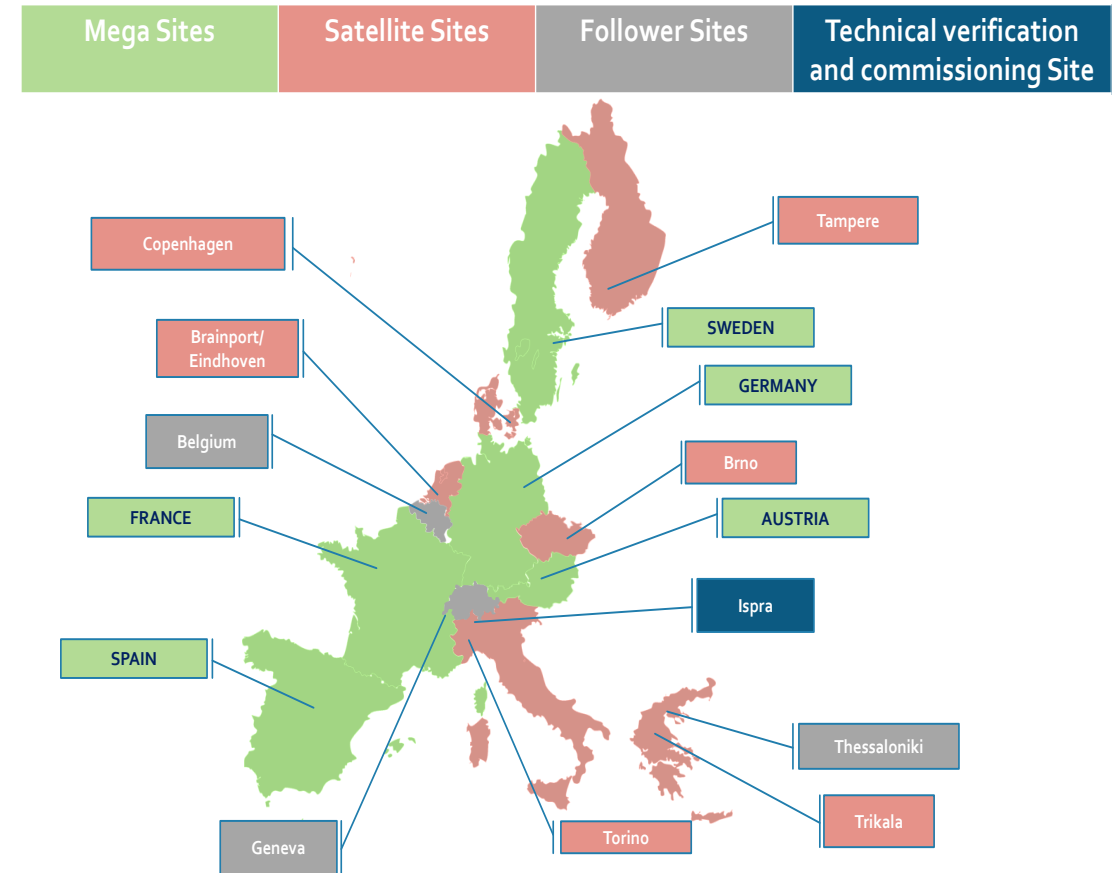 Mega Sites
Satellite Sites
Follower Sites
Technical verification
and commissioning Site
Copenhagen
Tampere
Brainport/
Eindhoven
SWEDEN
GERMANY
Belgium
Brno
FRANCE
AUSTRIA
Ispra
SPAIN
Thessaloniki
Trikala
Torino
Geneva